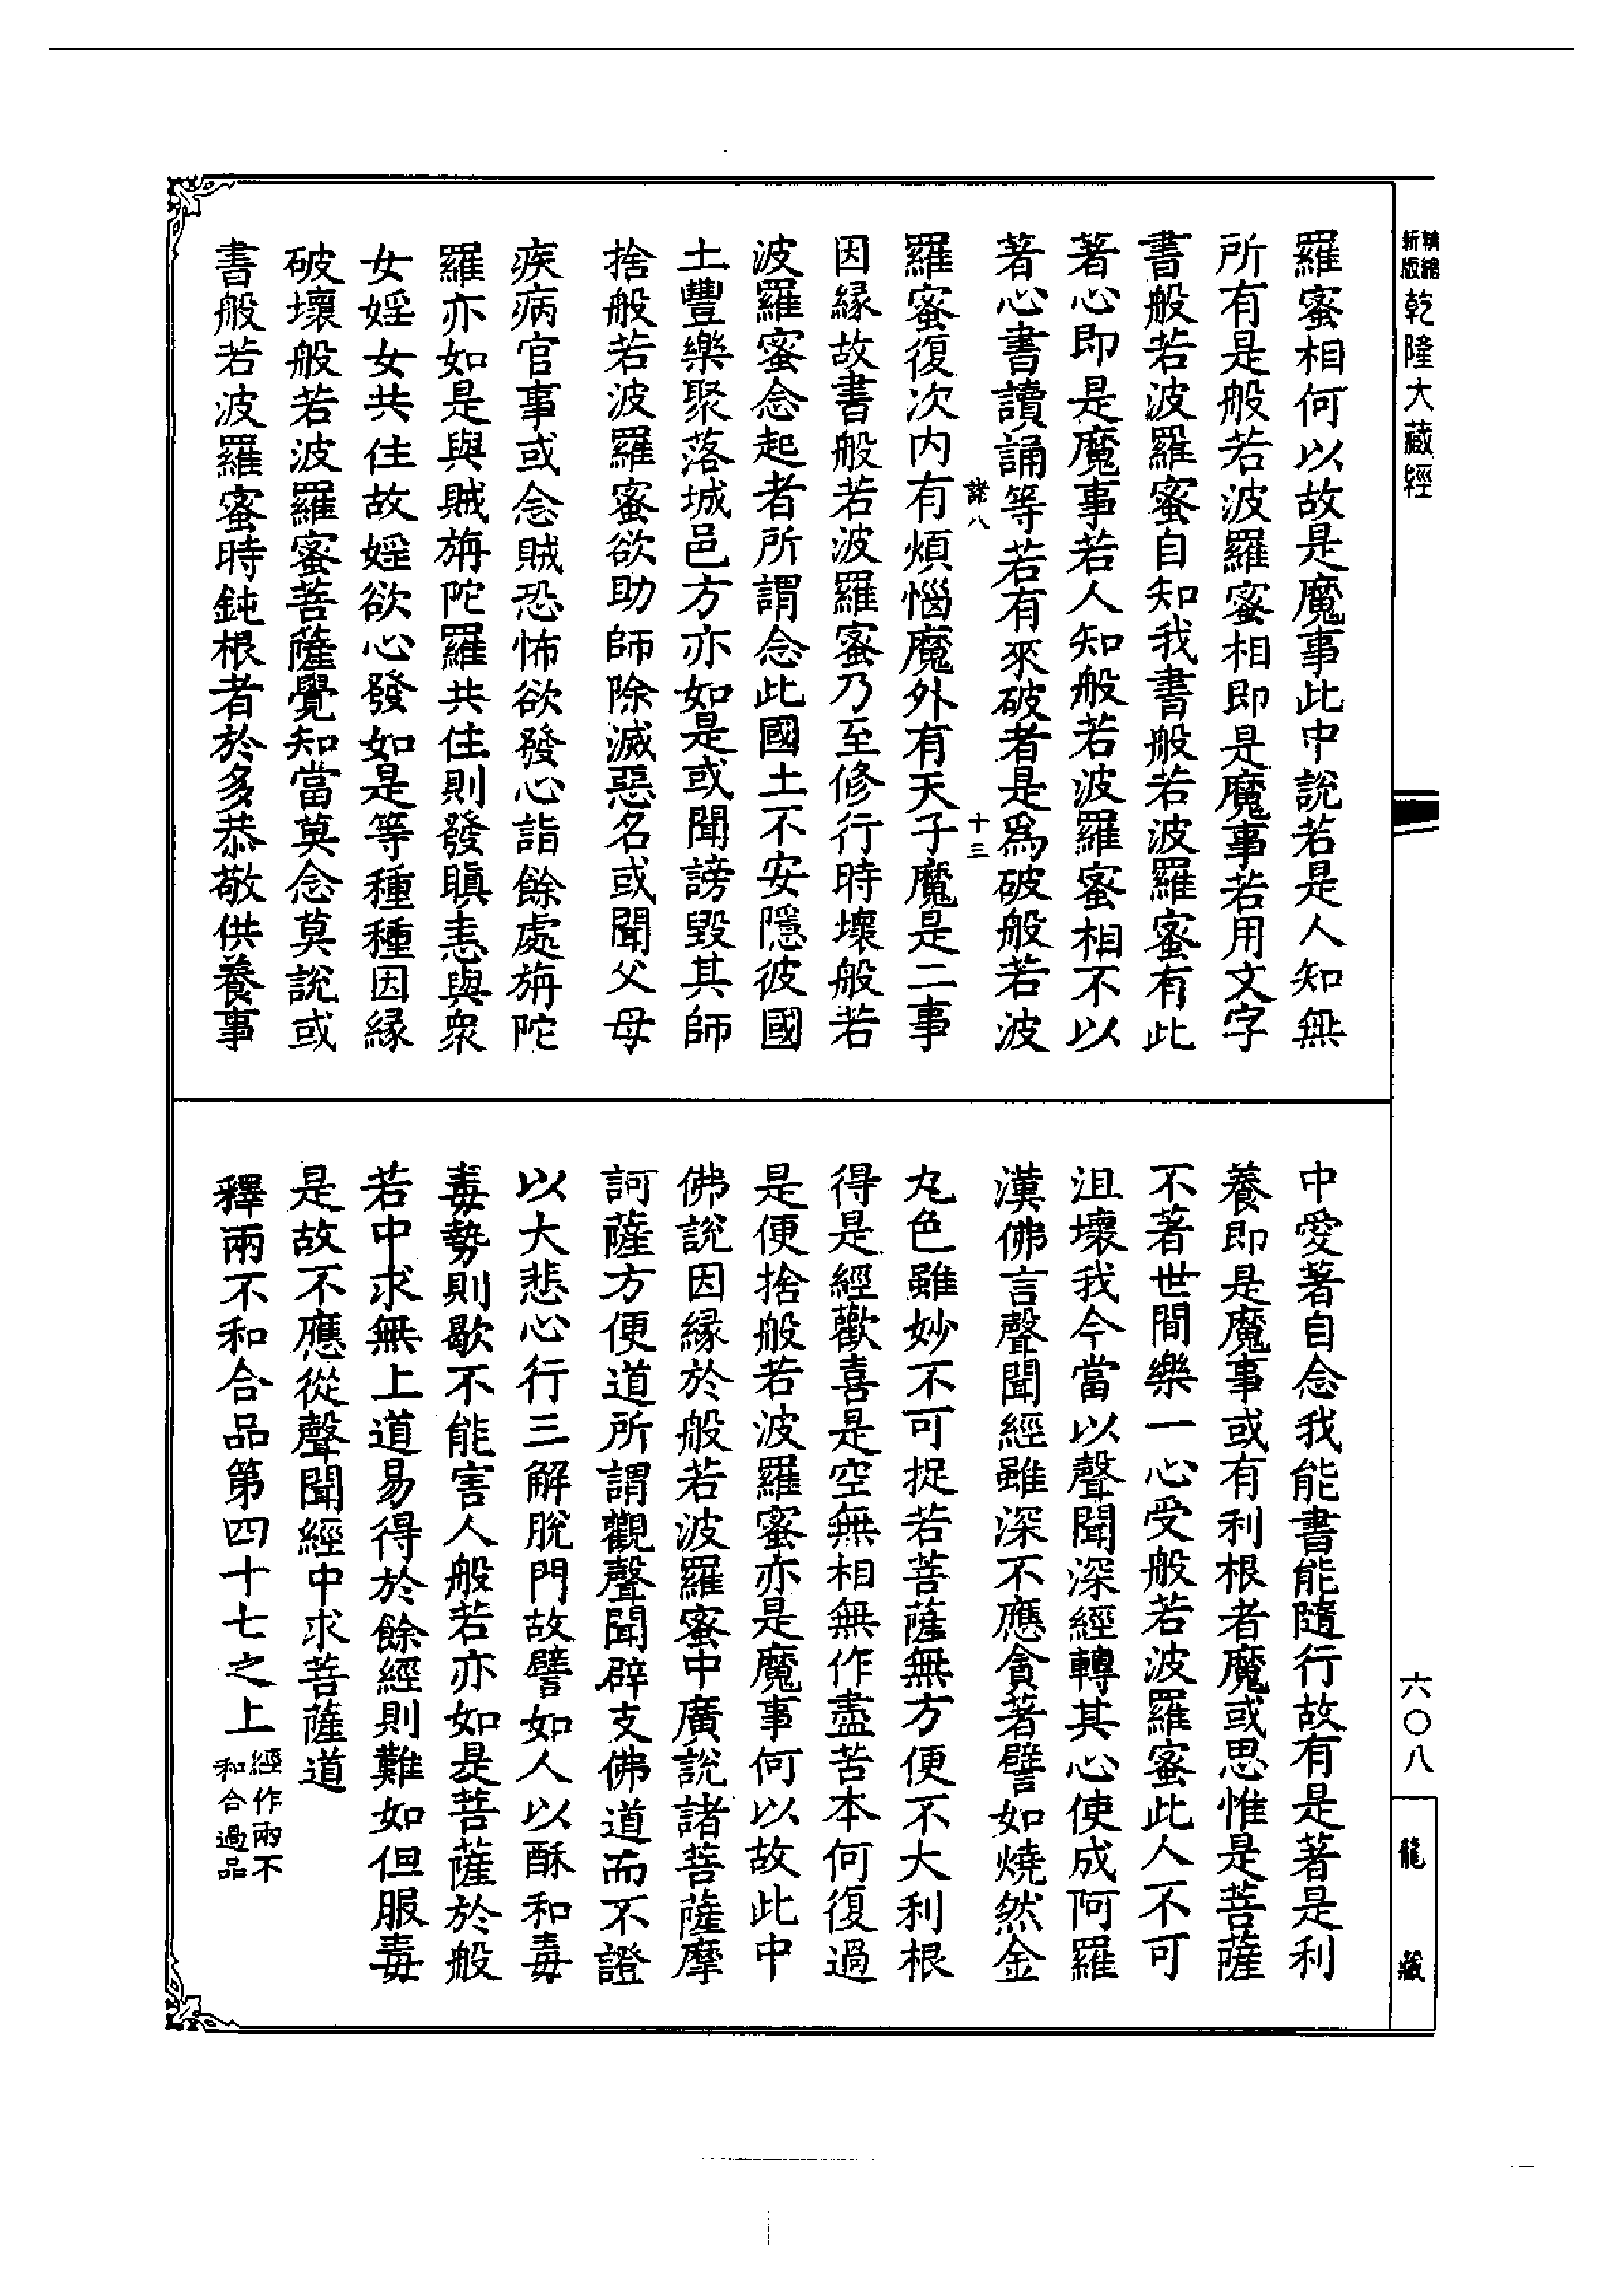 新編
縮版
乾隆大藏經
羅蜜相何以故是魔事此中說若是人知無
所有是般若波羅蜜相即是魔事若用文字
書般若波羅蜜自知我書般若波羅蜜有此
著心即是魔事若人知般若波羅蜜相不以
著心書讀誦等若有來破者是為破般若波
諸八
十三
羅蜜復次內有煩惱魔外有天子魔是二事
因緣故書般若波羅蜜乃至修行時壞般若
波羅蜜念起者所謂念此國土不安隱彼國
土豐樂聚落城邑方亦如是或聞謗毀其師
捨般若波羅蜜欲助師除滅惡名或聞父母
疾病官事或念賊恐怖欲發心詣餘處旃陀
羅亦如是與賊旃陀羅共住則發瞋恚與眾
女婬女共住故婬欲心發如是等種種因緣
破壞般若波羅蜜菩薩覺知當莫念莫說或
書般若波羅蜜時鈍根者於多恭敬供養事
中愛著自念我能書能隨行故有是著是利
養即是魔事或有利根者魔或思惟是菩薩
不著世間樂一心受般若波羅蜜此人不可
沮壞我今當以聲聞深經轉其心使成阿羅
漢佛言聲聞經雖深不應貪著譬如燒然金
丸色雖妙不可捉若菩薩無方便不大利根
得是經歡喜是空無相無作盡苦本何復過
是便捨般若波羅蜜亦是魔事何以故此中
佛說因緣於般若波羅蜜中廣說諸菩薩摩
訶薩方便道所謂觀聲聞辟支佛道而不證
以大悲心行三解脫門故譬如人以酥和毒
毒勢則歇不能害人般若亦如是菩薩於般
若中求無上道易得於餘經則難如但服毒
是故不應從聲聞經中求菩薩道
釋兩不和合品第四十七之上
經作兩不
和合過品
六〇八
龍藏